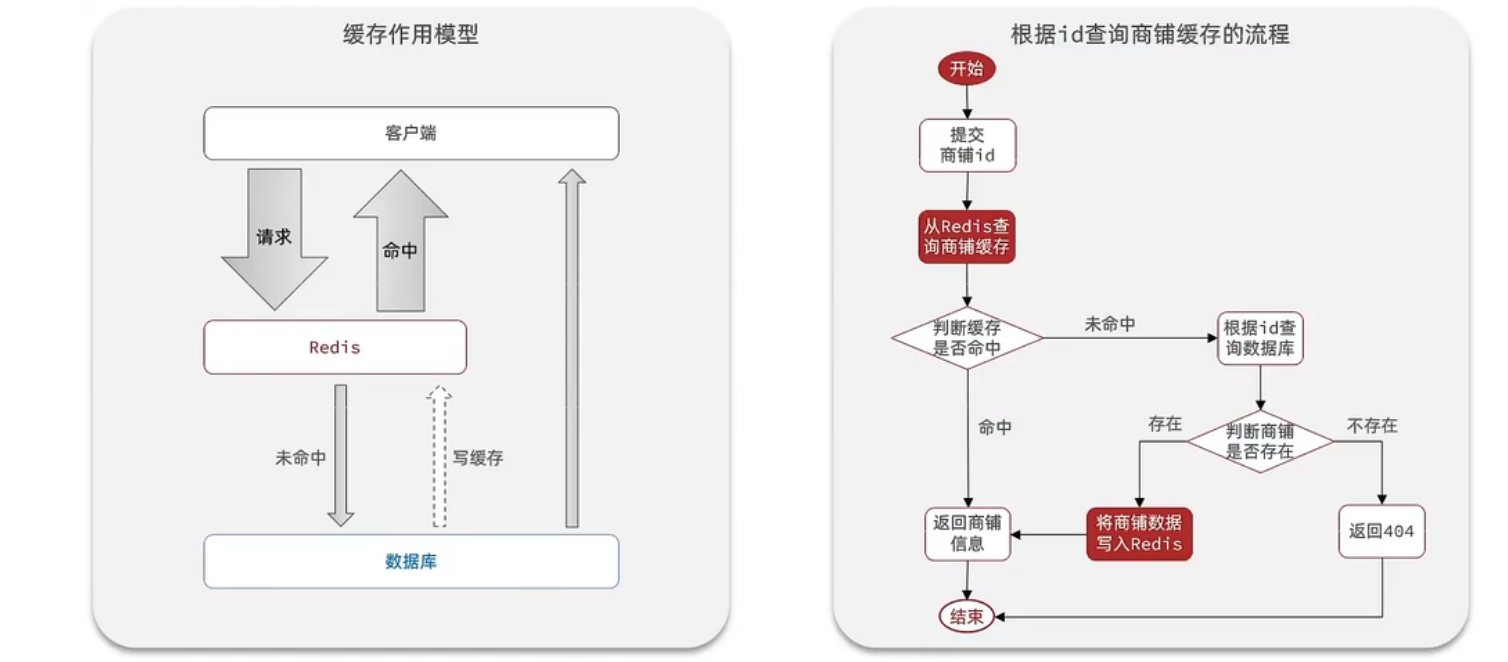 缓存作用模型
客户端
请求
命中
Redis
未命中
写缓存
数据库
根据id查询商铺缓存的流程
开始
提交
商铺id
从Redis查
询商铺缓存
判断缓存
是否命中
未命中
根据id查
询数据库
命中
存在
判断商铺
是否存在
不存在
返回商铺
信息
将商铺数据
写入Redis
返回404
结束